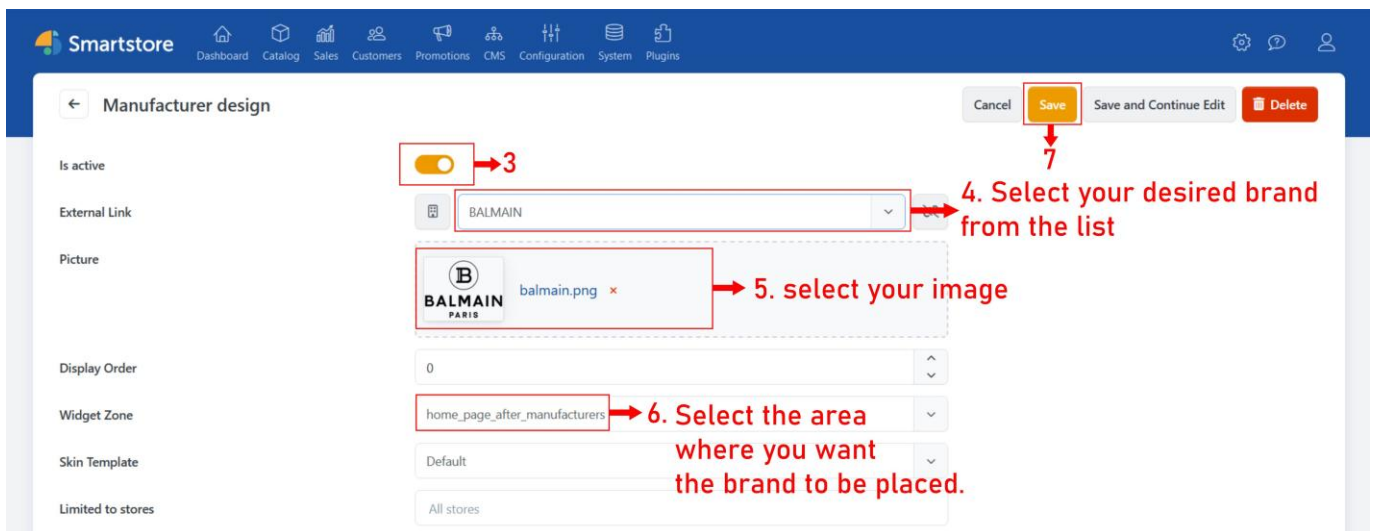 Smartstore
Dashboard Catalog Sales Customers Promotions CMS Configuration System Plugins
Manufacturer design
Cancel Save Save and Continue Edit Delete
7
Is active
3
4. Select your desired brand
from the list
External Link
BALMAIN
Picture
B
BALMAIN
PARIS
balmain.png ×
5. select your image
Display Order
0
Widget Zone
home_page_after_manufacturers
6. Select the area
where you want
the brand to be placed.
Skin Template
Default
Limited to stores
All stores